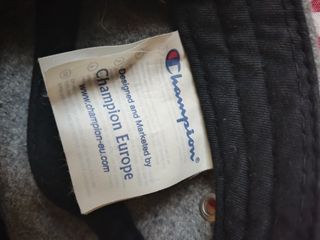 Champion
Designed and Marketed by
Champion Europe
www.champion-eu.com